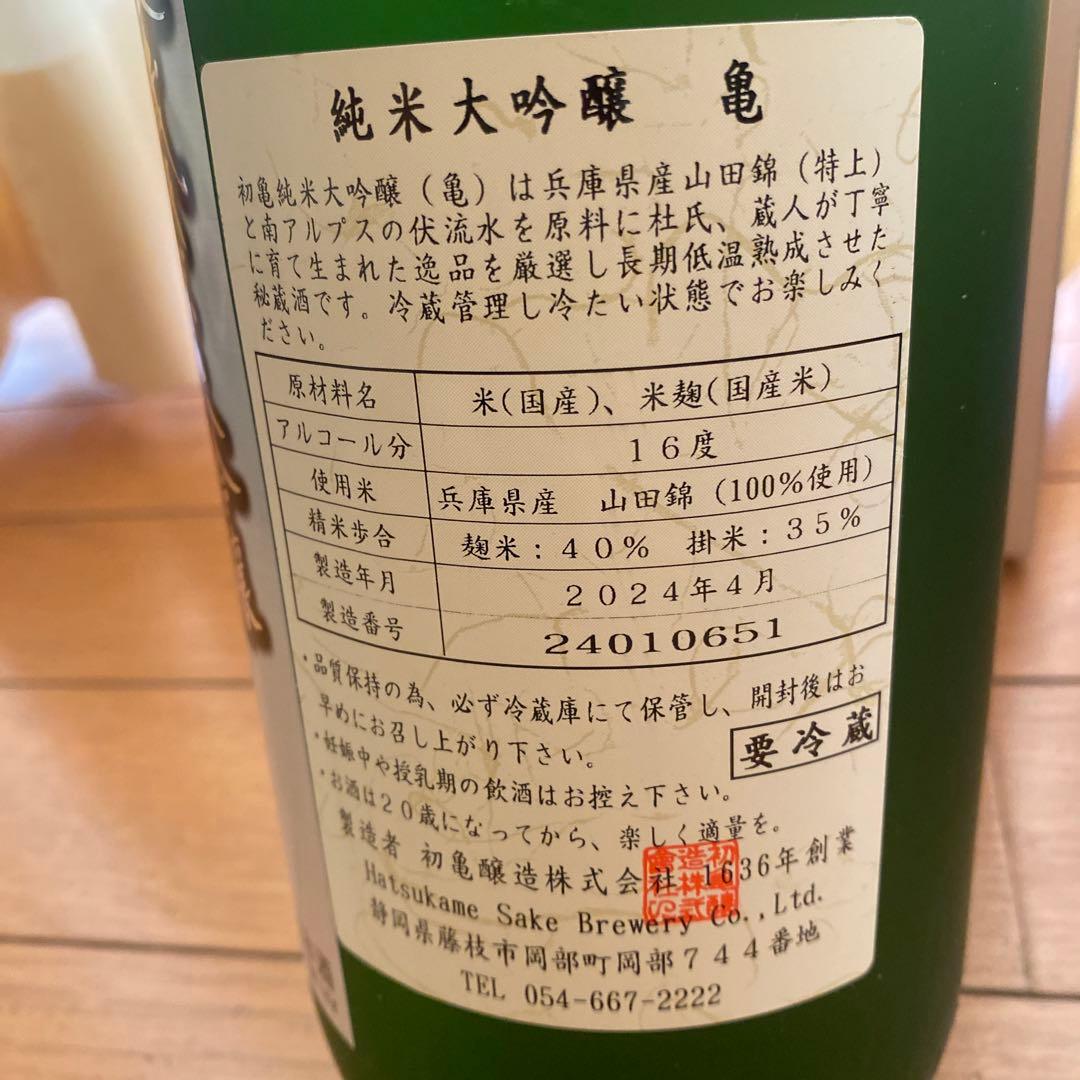 純米大吟醸 亀
初亀純米大吟醸（亀）は兵庫県産山田錦（特上）
と南アルプスの伏流水を原料に杜氏、蔵人が丁寧
に育て生まれた逸品を厳選し長期低温熟成させた
秘蔵酒です。冷蔵管理し冷たい状態でお楽しみく
ださい。
原材料名 米(国産)、米麹(国産米)
アルコール分 １６度
使用米 兵庫県産 山田錦（100％使用）
精米歩合 麹米：４０％ 掛米：３５％
製造年月 ２０２４年４月
製造番号 24010651
・品質保持の為、必ず冷蔵庫にて保管し、開封後はお
早めにお召し上がり下さい。
要冷蔵
・妊娠中や授乳期の飲酒はお控え下さい。
・お酒は２０歳になってから、楽しく適量を。
製造者 初亀醸造株式会社 1636年創業
Hatsukame Sake Brewery Co.,Ltd.
静岡県藤枝市岡部町岡部７４４番地
TEL 054-667-2222